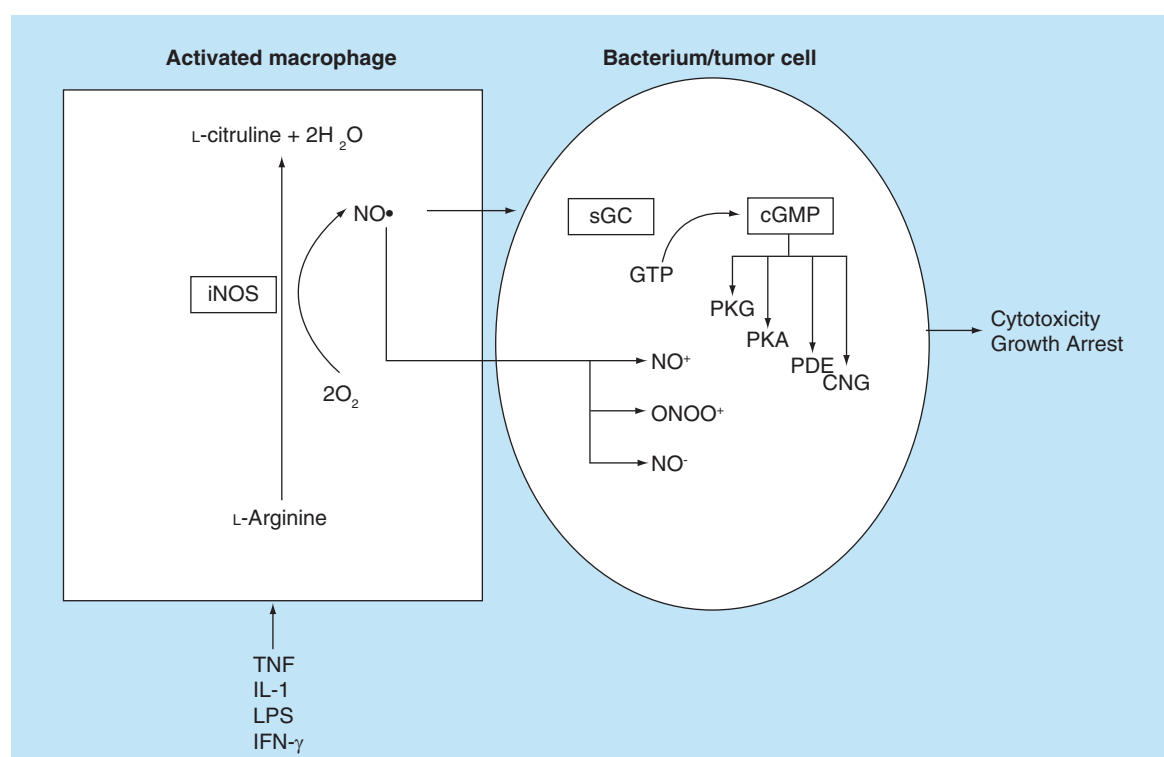 Activated macrophage
Bacterium/tumor cell
L-citruline + 2H₂O
NO•
iNOS
2O₂
L-Arginine
TNF
IL-1
LPS
IFN-γ
sGC
cGMP
GTP
PKG
PKA
PDE
CNG
NO⁺
ONOO⁺
NO⁻
Cytotoxicity
Growth Arrest